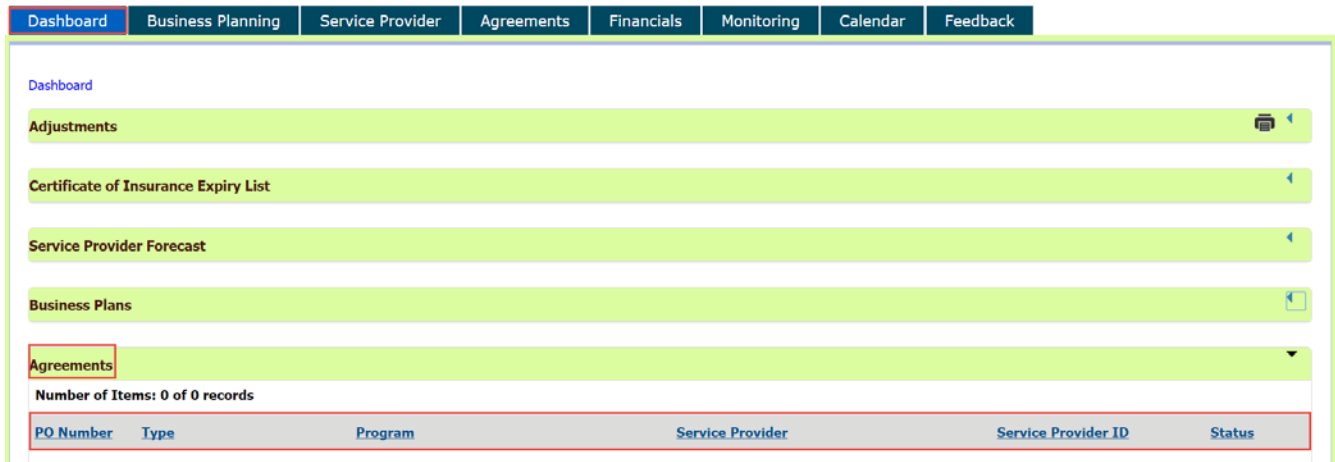 Dashboard Business Planning Service Provider Agreements Financials Monitoring Calendar Feedback
Dashboard
Adjustments
Certificate of Insurance Expiry List
Service Provider Forecast
Business Plans
Agreements
Number of Items: 0 of 0 records
PO Number Type Program Service Provider Service Provider ID Status